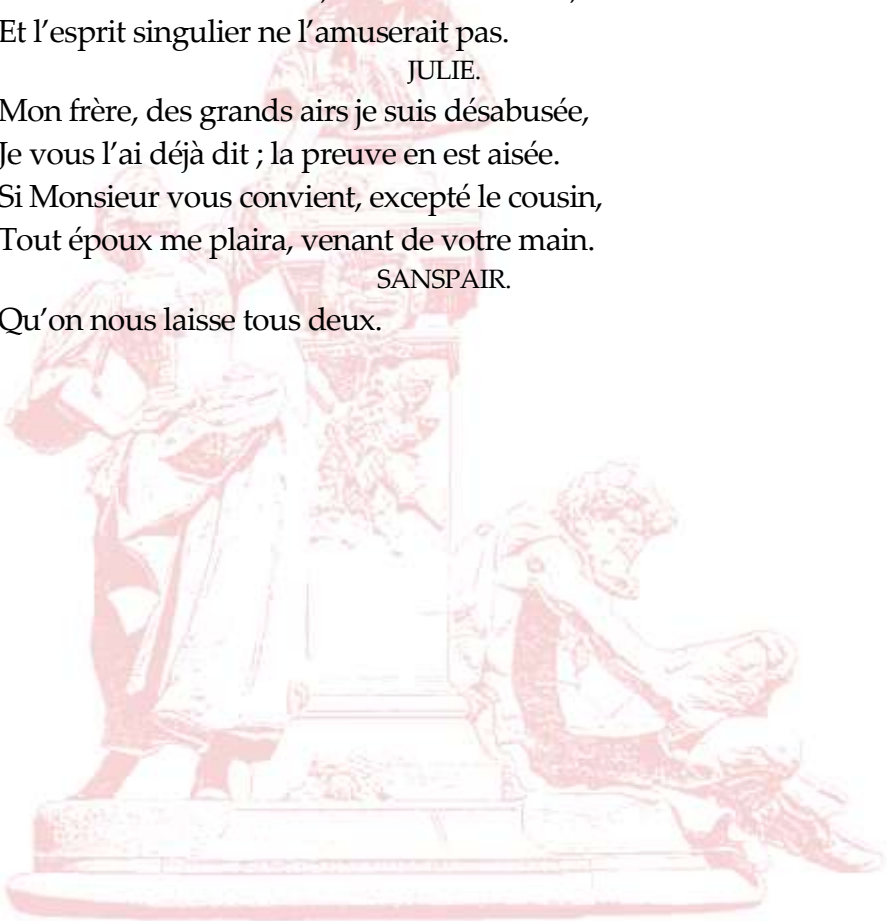 Et l’esprit singulier ne l’amuserait pas.
JULIE.
Mon frère, des grands airs je suis désabusée,
Je vous l’ai déjà dit ; la preuve en est aisée.
Si Monsieur vous convient, excepté le cousin,
Tout époux me plaira, venant de votre main.
SANSPAIR.
Qu’on nous laisse tous deux.